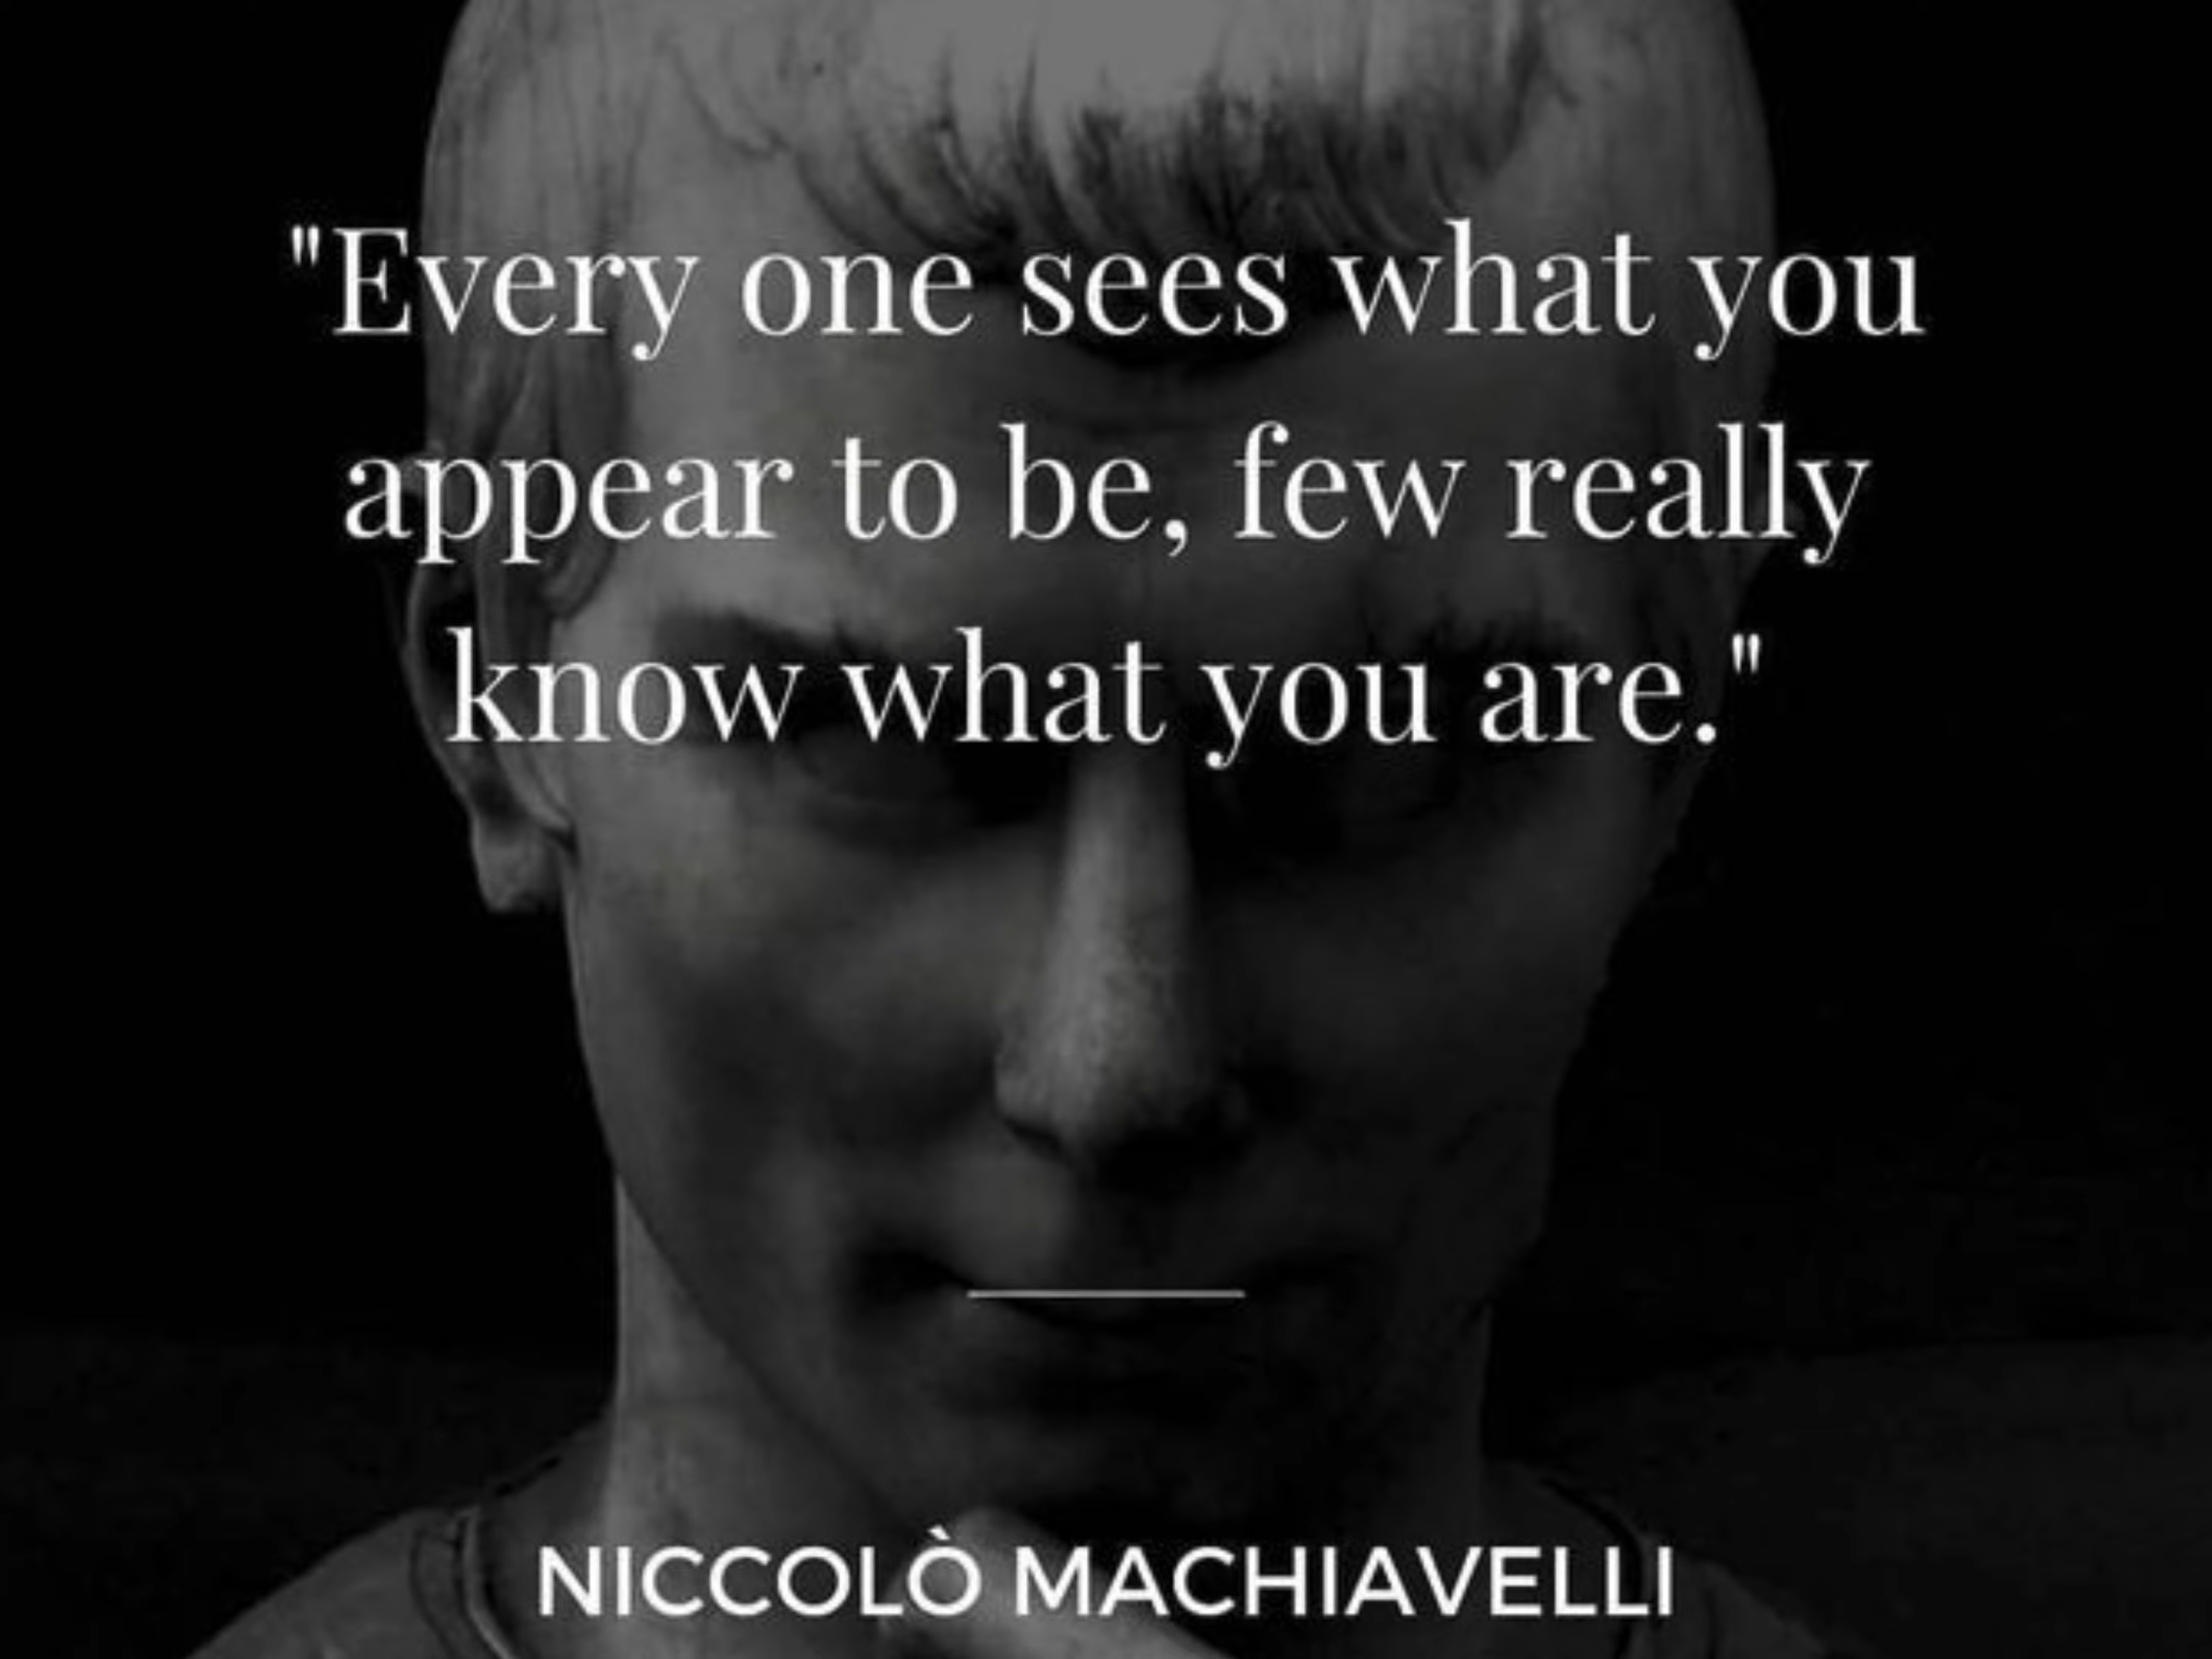 "Every one sees what you
appear to be, few really
know what you are."
NICCOLÒ MACHIAVELLI